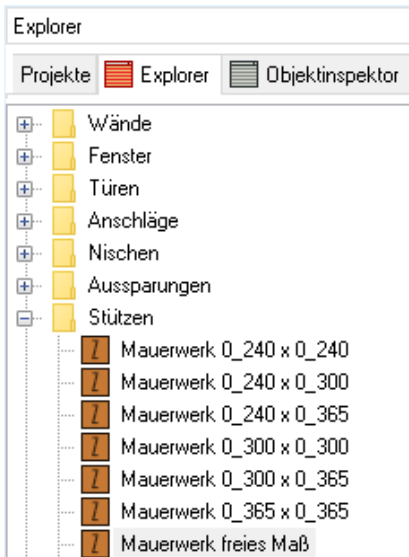 Explorer
Projekte Explorer Objektinspektor
Wände
Fenster
Türen
Anschläge
Nischen
Aussparungen
Stützen
Mauerwerk 0_240 x 0_240
Mauerwerk 0_240 x 0_300
Mauerwerk 0_240 x 0_365
Mauerwerk 0_300 x 0_300
Mauerwerk 0_300 x 0_365
Mauerwerk 0_365 x 0_365
Mauerwerk freies Maß